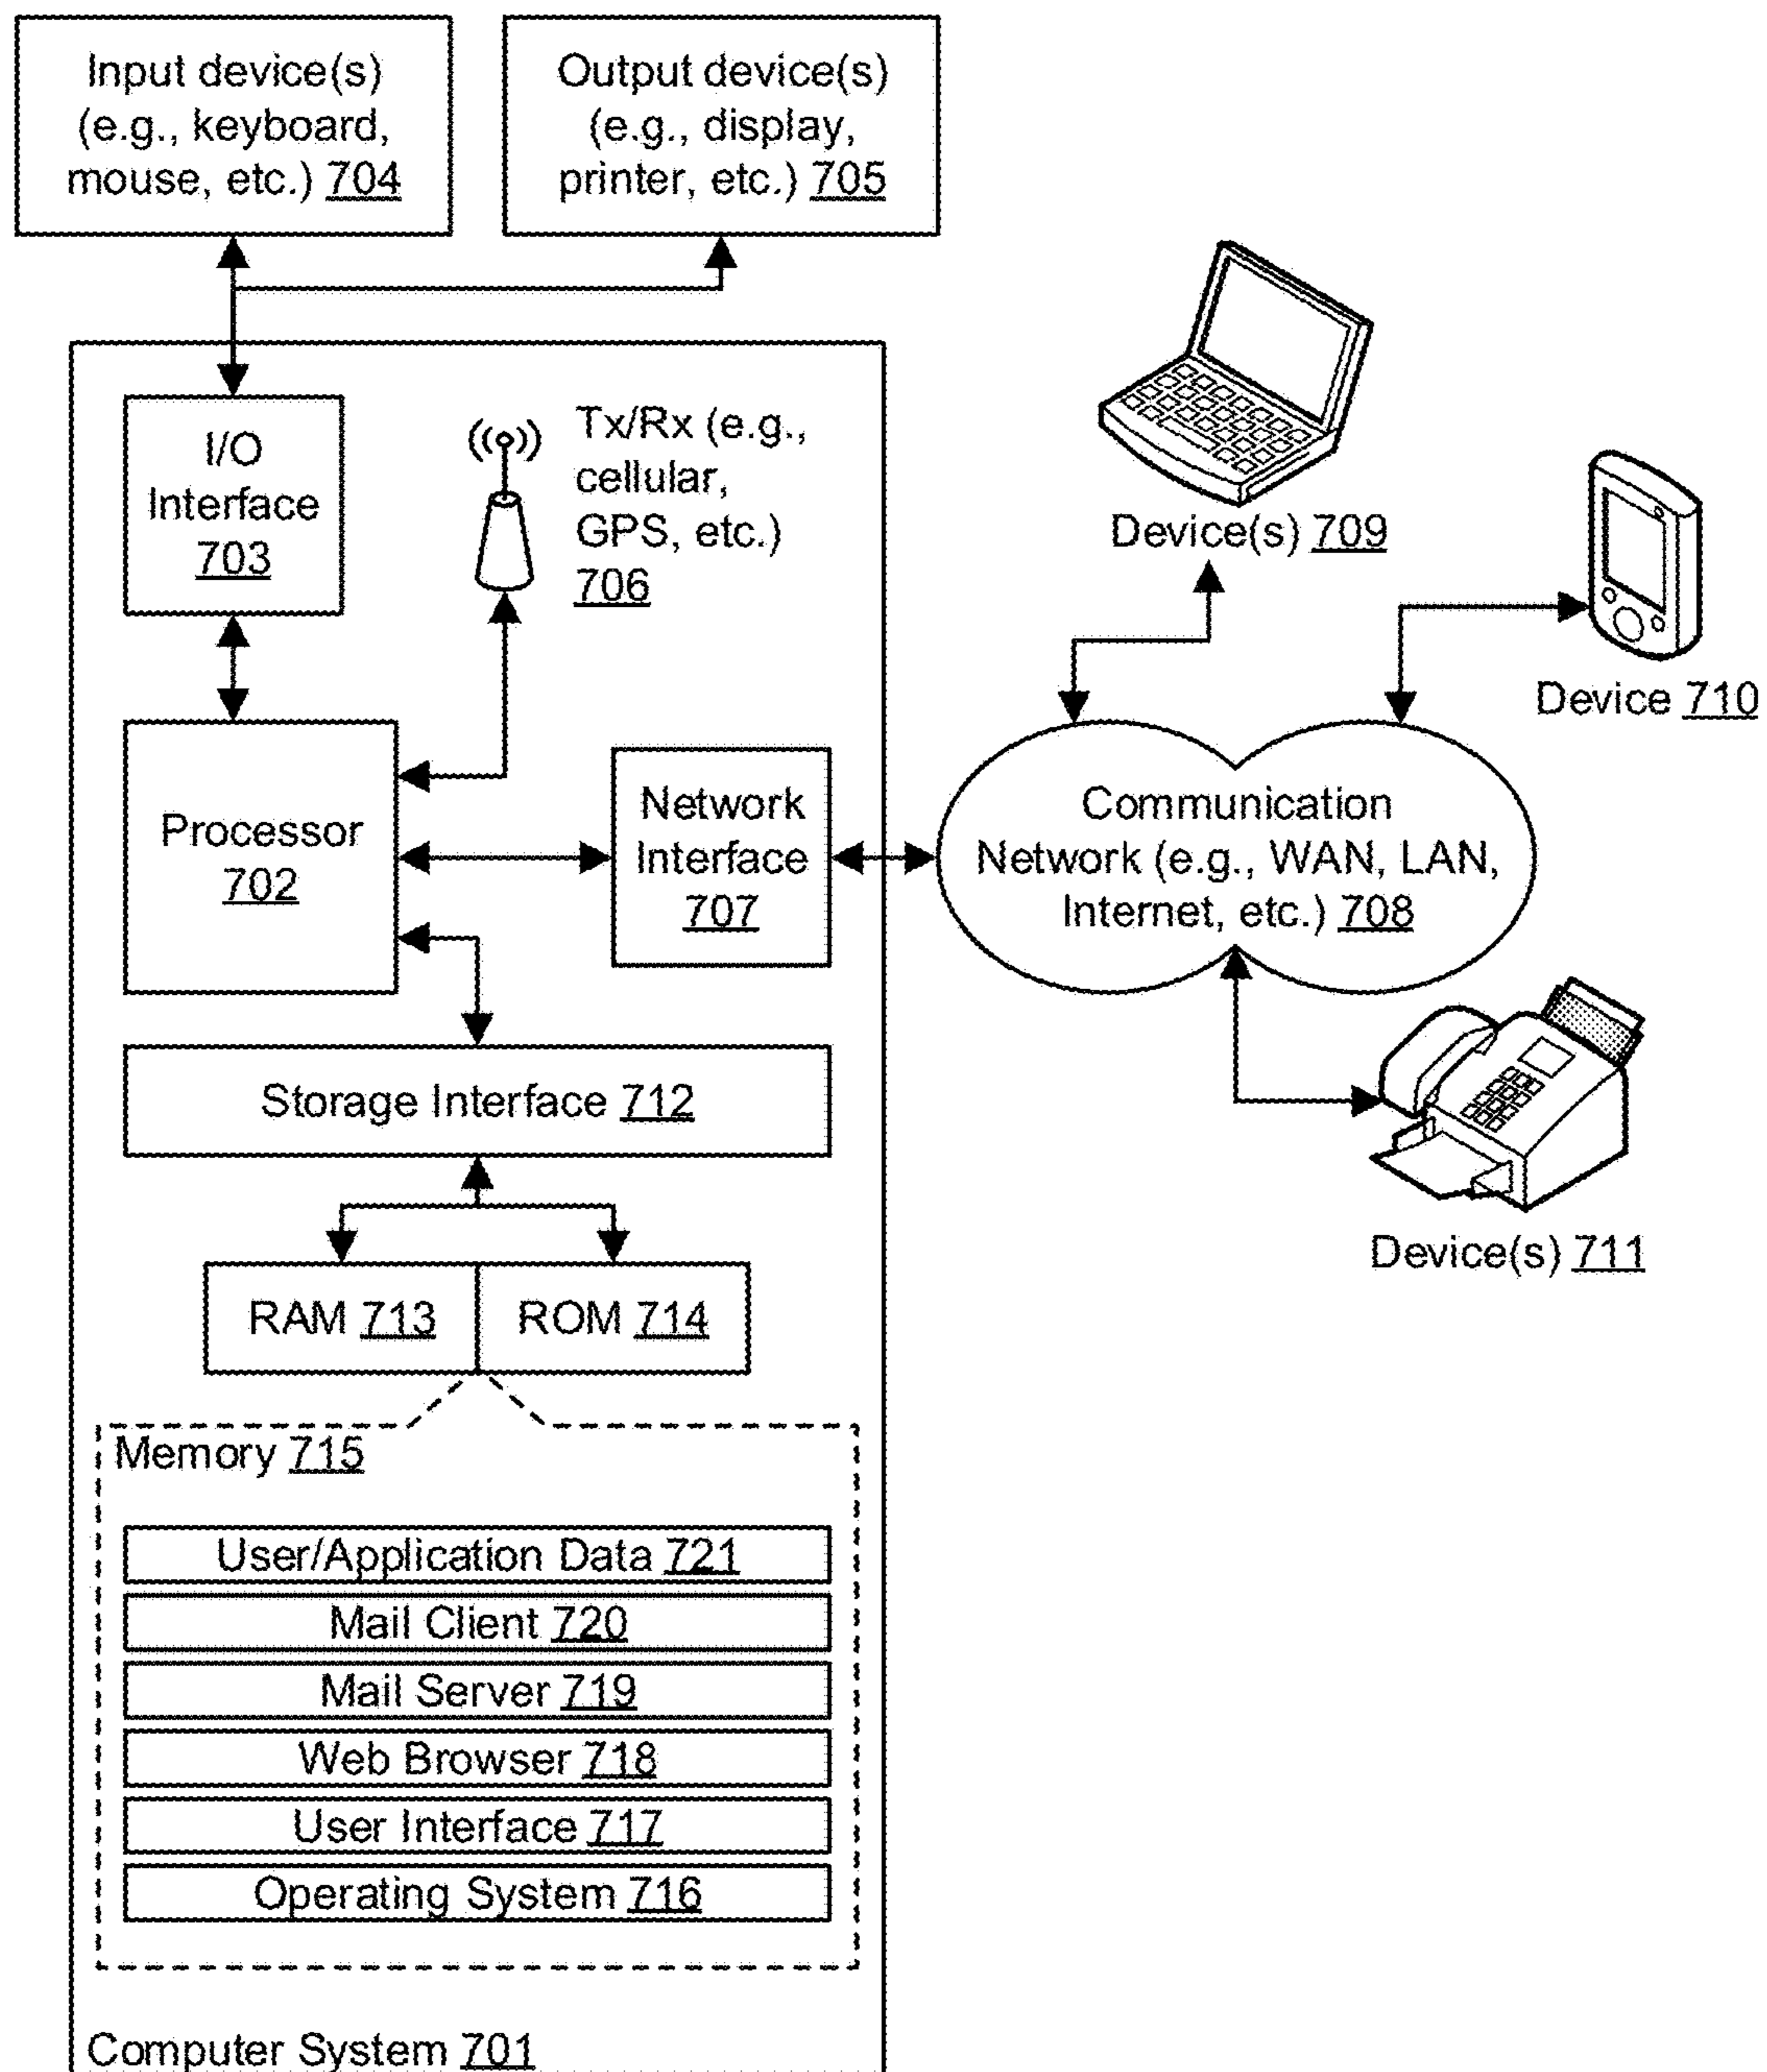 Input device(s)
(e.g., keyboard,
mouse, etc.) 704
Output device(s)
(e.g., display,
printer, etc.) 705
I/O
Interface
703
Tx/Rx (e.g.,
cellular,
GPS, etc.)
706
Device(s) 709
Device 710
Processor
702
Network
Interface
707
Communication
Network (e.g., WAN, LAN,
Internet, etc.) 708
Storage Interface 712
Device(s) 711
RAM 713
ROM 714
Memory 715
User/Application Data 721
Mail Client 720
Mail Server 719
Web Browser 718
User Interface 717
Operating System 716
Computer System 701